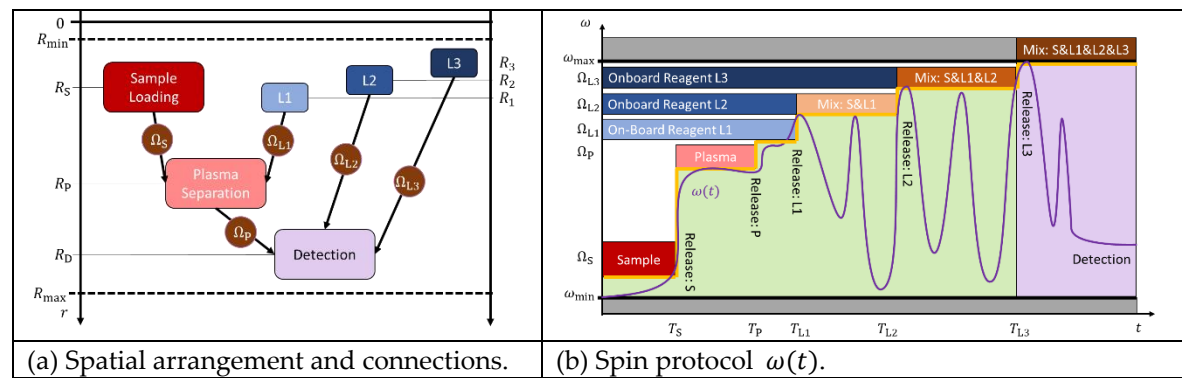 0
R_min
R_S
R_P
R_D
R_max
r
Sample
Loading
L1
L2
L3
R_3
R_2
R_1
Ω_S
Ω_L1
Ω_L2
Ω_L3
Plasma
Separation
Ω_P
Detection
(a) Spatial arrangement and connections.
ω
ω_max
Ω_L3
Ω_L2
Ω_L1
Ω_P
Ω_S
ω_min
Mix: S&L1&L2&L3
Onboard Reagent L3
Mix: S&L1&L2
Onboard Reagent L2
Mix: S&L1
On-Board Reagent L1
Plasma
ω(t)
Sample
Release: S
Release: P
Release: L1
Release: L2
Release: L3
Detection
T_S
T_P
T_L1
T_L2
T_L3
t
(b) Spin protocol ω(t).